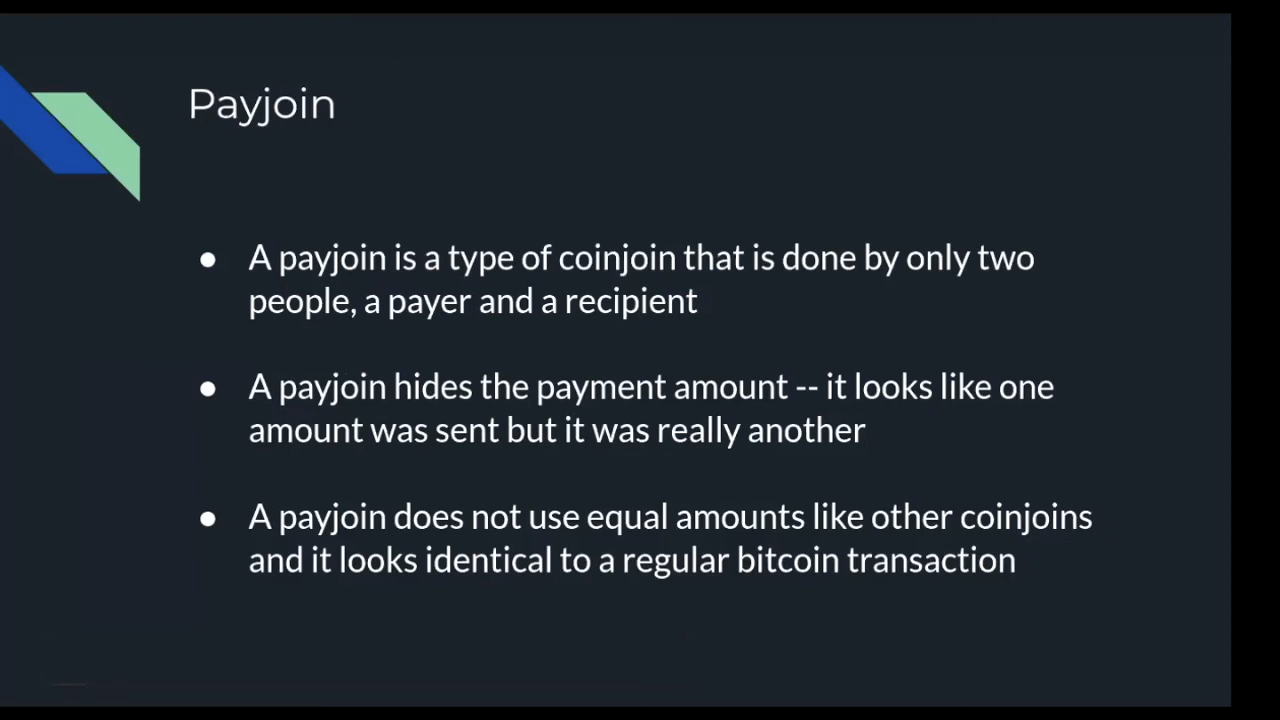 Payjoin
● A payjoin is a type of coinjoin that is done by only two
people, a payer and a recipient
● A payjoin hides the payment amount -- it looks like one
amount was sent but it was really another
● A payjoin does not use equal amounts like other coinjoins
and it looks identical to a regular bitcoin transaction